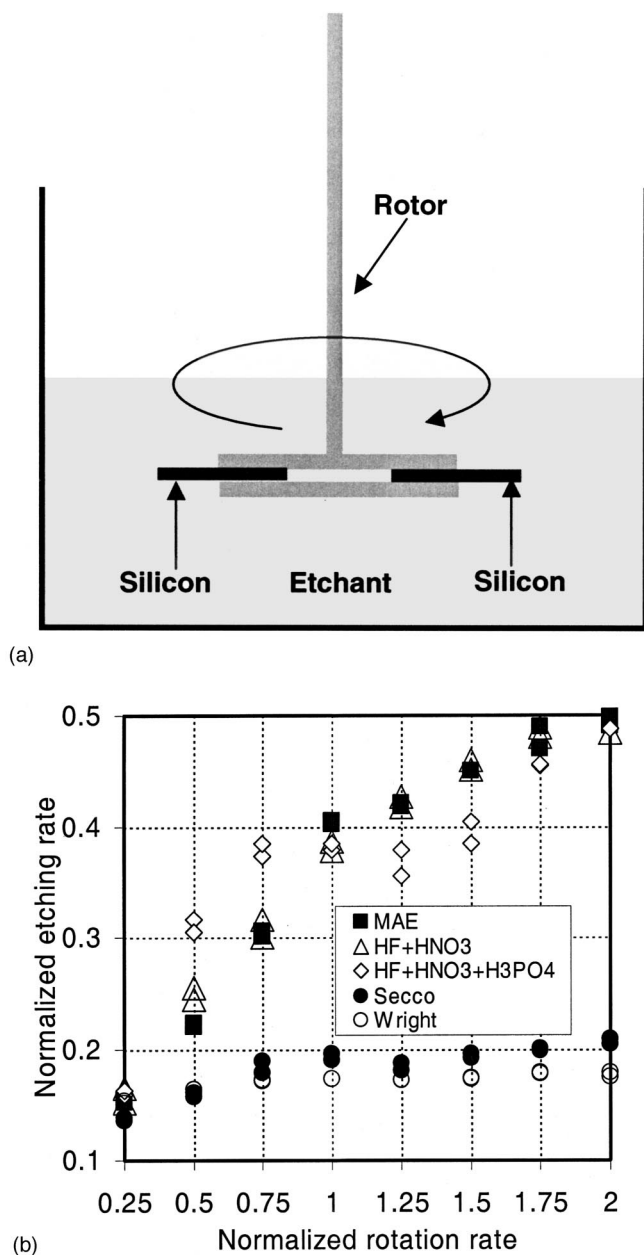 Rotor
Silicon Etchant Silicon
(a)
0.5
0.4
0.3
0.2
0.1
Normalized etching rate
MAE
HF+HNO3
HF+HNO3+H3PO4
Secco
Wright
0.25 0.5 0.75 1 1.25 1.5 1.75 2
Normalized rotation rate
(b)